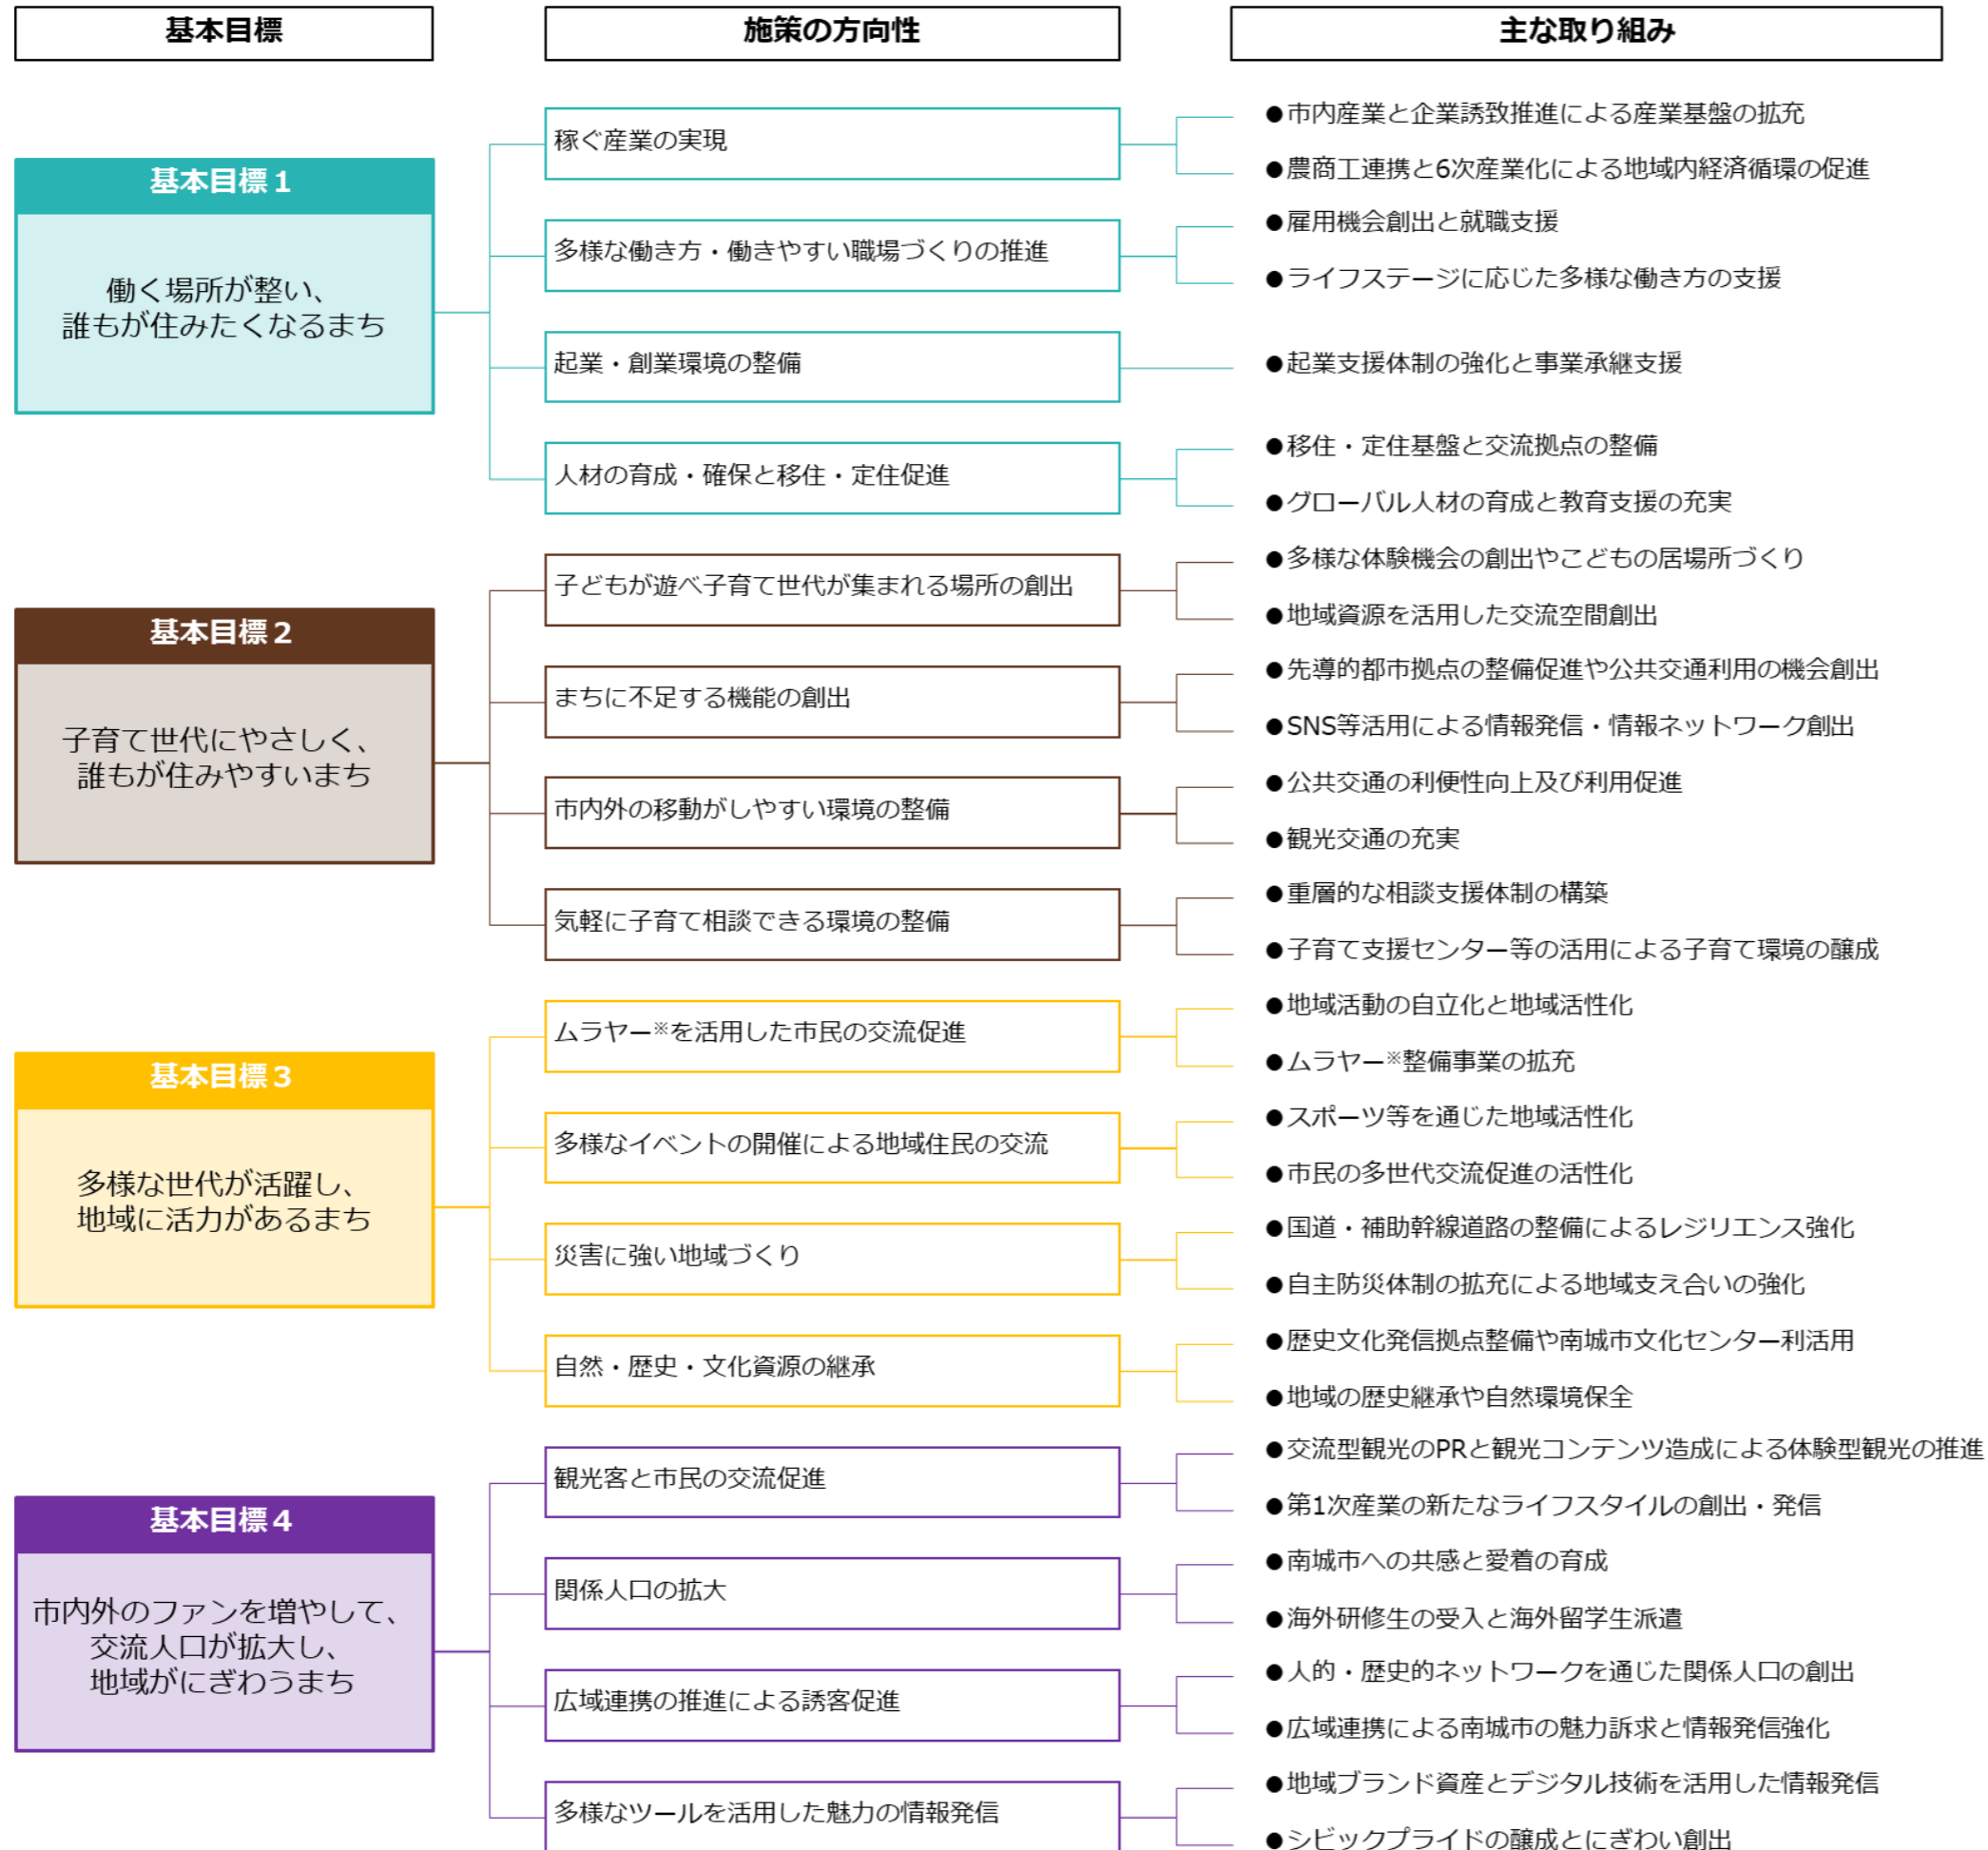 基本目標
施策の方向性
主な取り組み
基本目標１
働く場所が整い、
誰もが住みたくなるまち
稼ぐ産業の実現
●市内産業と企業誘致推進による産業基盤の拡充
●農商工連携と6次産業化による地域内経済循環の促進
多様な働き方・働きやすい職場づくりの推進
●雇用機会創出と就職支援
●ライフステージに応じた多様な働き方の支援
起業・創業環境の整備
●起業支援体制の強化と事業承継支援
人材の育成・確保と移住・定住促進
●移住・定住基盤と交流拠点の整備
●グローバル人材の育成と教育支援の充実
基本目標２
子育て世代にやさしく、
誰もが住みやすいまち
子どもが遊べ子育て世代が集まれる場所の創出
●多様な体験機会の創出やこどもの居場所づくり
●地域資源を活用した交流空間創出
まちに不足する機能の創出
●先導的都市拠点の整備促進や公共交通利用の機会創出
●SNS等活用による情報発信・情報ネットワーク創出
市内外の移動がしやすい環境の整備
●公共交通の利便性向上及び利用促進
●観光交通の充実
気軽に子育て相談できる環境の整備
●重層的な相談支援体制の構築
●子育て支援センター等の活用による子育て環境の醸成
基本目標３
多様な世代が活躍し、
地域に活力があるまち
ムラヤー※を活用した市民の交流促進
●地域活動の自立化と地域活性化
●ムラヤー※整備事業の拡充
多様なイベントの開催による地域住民の交流
●スポーツ等を通じた地域活性化
●市民の多世代交流促進の活性化
災害に強い地域づくり
●国道・補助幹線道路の整備によるレジリエンス強化
●自主防災体制の拡充による地域支え合いの強化
自然・歴史・文化資源の継承
●歴史文化発信拠点整備や南城市文化センター利活用
●地域の歴史継承や自然環境保全
基本目標４
市内外のファンを増やして、
交流人口が拡大し、
地域がにぎわうまち
観光客と市民の交流促進
●交流型観光のPRと観光コンテンツ造成による体験型観光の推進
●第1次産業の新たなライフスタイルの創出・発信
関係人口の拡大
●南城市への共感と愛着の育成
●海外研修生の受入と海外留学生派遣
広域連携の推進による誘客促進
●人的・歴史的ネットワークを通じた関係人口の創出
●広域連携による南城市の魅力訴求と情報発信強化
多様なツールを活用した魅力の情報発信
●地域ブランド資産とデジタル技術を活用した情報発信
●シビックプライドの醸成とにぎわい創出